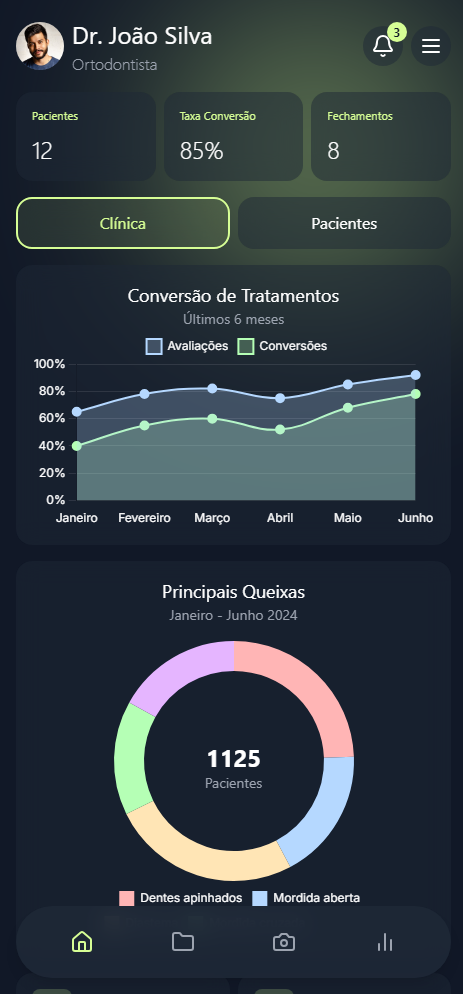 Dr. João Silva
Ortodontista
3
Pacientes
12
Taxa Conversão
85%
Fechamentos
8
Clínica
Pacientes
Conversão de Tratamentos
Últimos 6 meses
Avaliações Conversões
100%
80%
60%
40%
20%
0%
Janeiro Fevereiro Março Abril Maio Junho
Principais Queixas
Janeiro - Junho 2024
1125
Pacientes
Dentes apinhados Mordida aberta